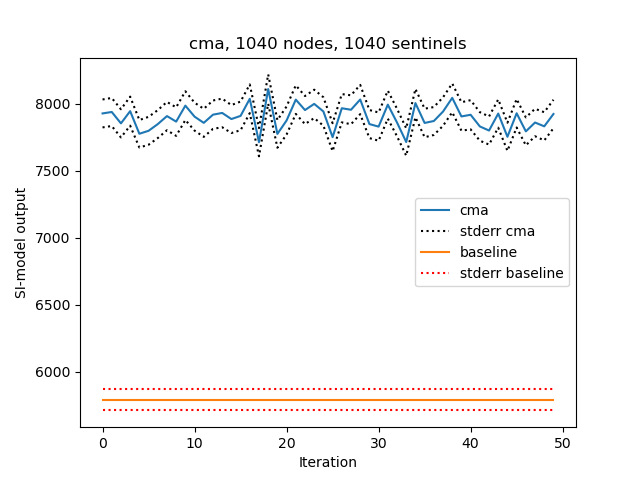 cma, 1040 nodes, 1040 sentinels
8000
7500
7000
6500
6000
SI-model output
cma
stderr cma
baseline
stderr baseline
0 10 20 30 40 50
Iteration